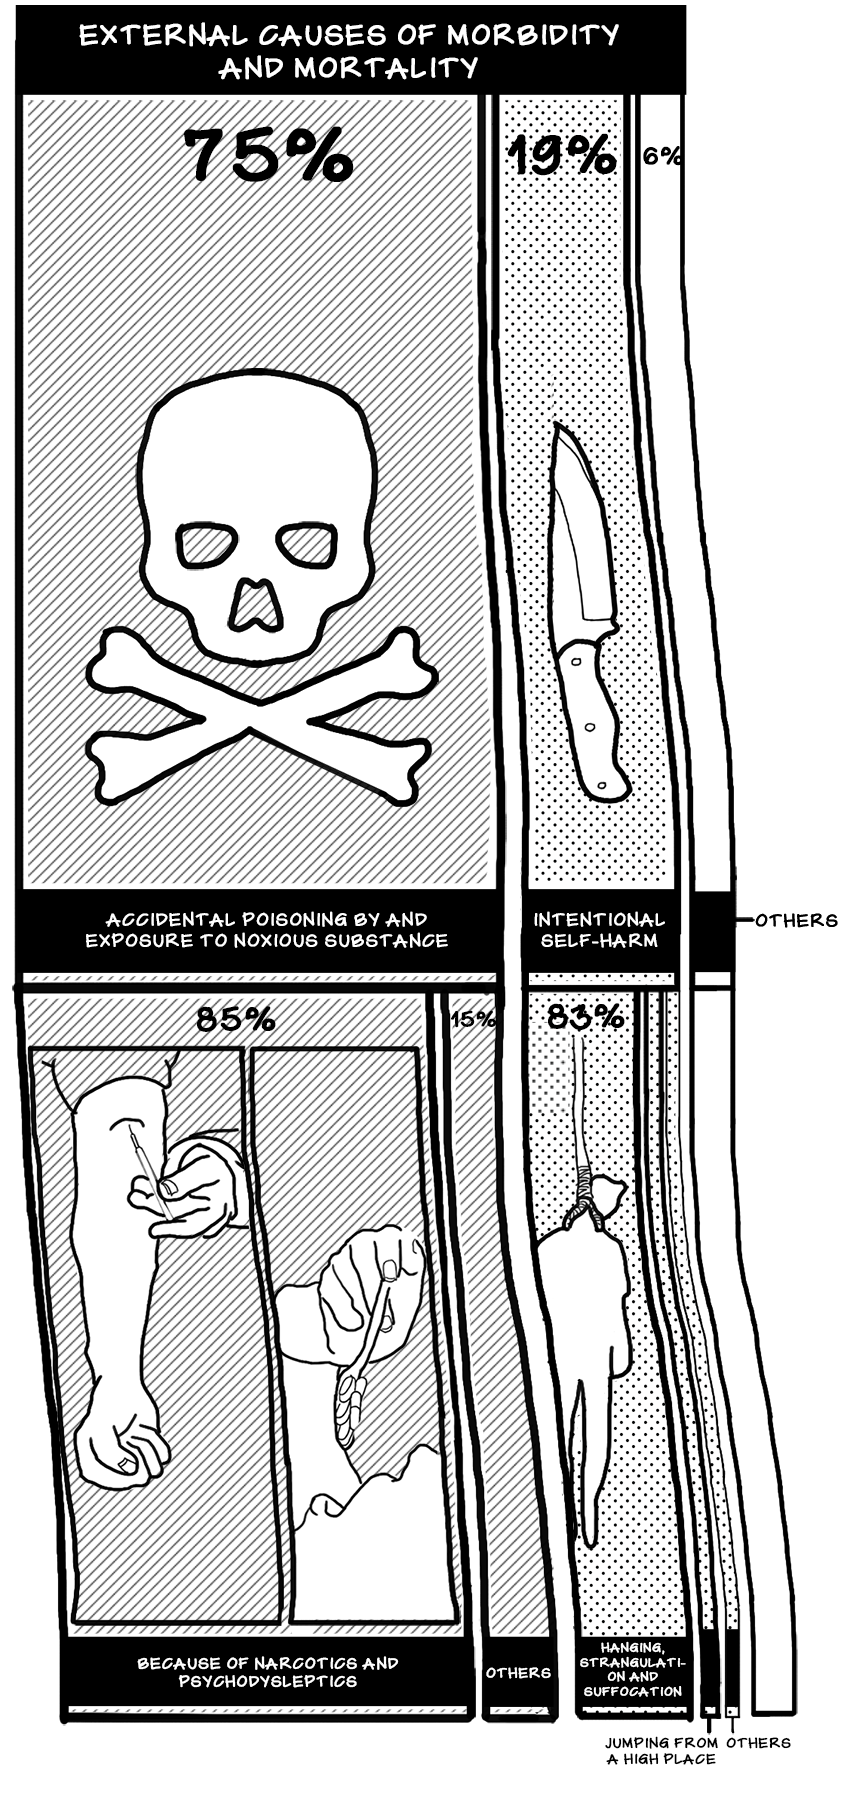 EXTERNAL CAUSES OF MORBIDITY
AND MORTALITY
75%
19%
6%
ACCIDENTAL POISONING BY AND
EXPOSURE TO NOXIOUS SUBSTANCE
INTENTIONAL
SELF-HARM
OTHERS
85%
15%
83%
BECAUSE OF NARCOTICS AND
PSYCHODYSLEPTICS
OTHERS
HANGING,
STRANGULATI-
ON AND
SUFFOCATION
JUMPING FROM
A HIGH PLACE
OTHERS